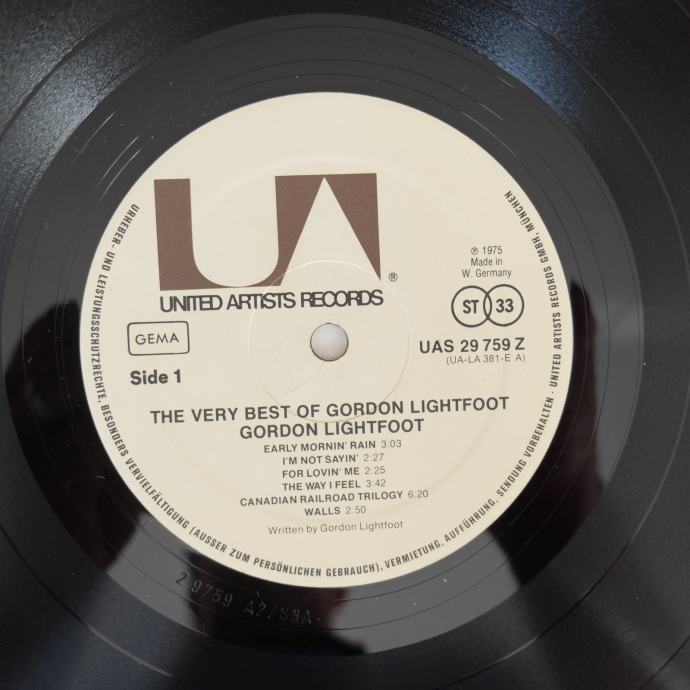 UA
®
UNITED ARTISTS RECORDS
℗ 1975
Made in
W. Germany
GEMA
ST 33
Side 1
UAS 29 759 Z
(UA-LA 381-E A)
THE VERY BEST OF GORDON LIGHTFOOT
GORDON LIGHTFOOT
EARLY MORNIN' RAIN 3:03
I'M NOT SAYIN' 2:27
FOR LOVIN' ME 2:25
THE WAY I FEEL 3:42
CANADIAN RAILROAD TRILOGY 6:20
WALLS 2:50
Written by Gordon Lightfoot
URHEBER- UND LEISTUNGSSCHUTZRECHTE, BESONDERS VERVIELFÄLTIGUNG (AUSSER ZUM PERSÖNLICHEN GEBRAUCH), VERMIETUNG, AUFFÜHRUNG, SENDUNG VORBEHALTEN · UNITED ARTISTS RECORDS GMBH, MÜNCHEN
29759 A2/S3A